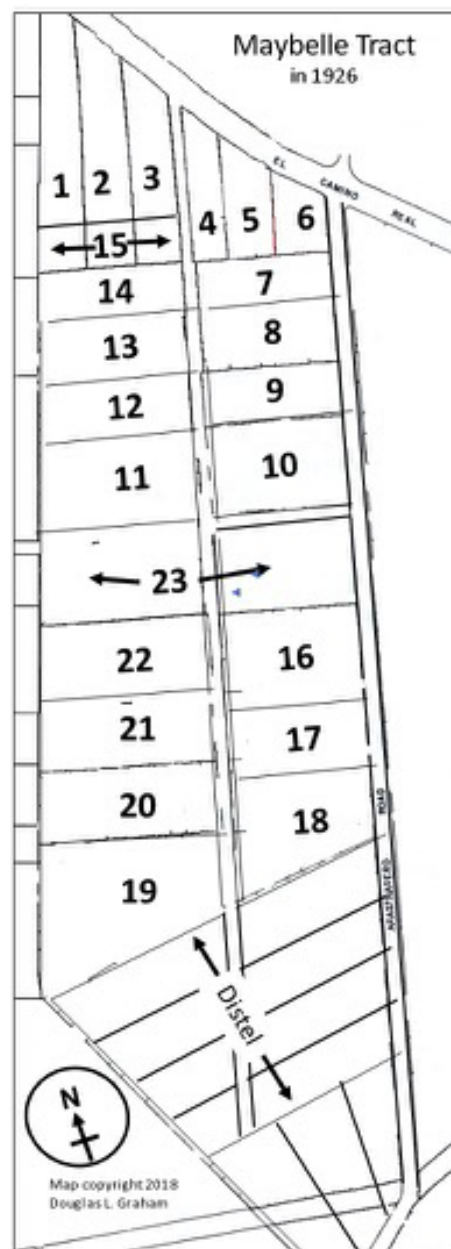 Maybelle Tract
in 1926
EL CAMINO REAL
1 2 3
4 5 6
15
14 7
13 8
12 9
11 10
23
22 16
21 17
20 18
19
ARASTRADERO ROAD
Distel
N
Map copyright 2018
Douglas L. Graham